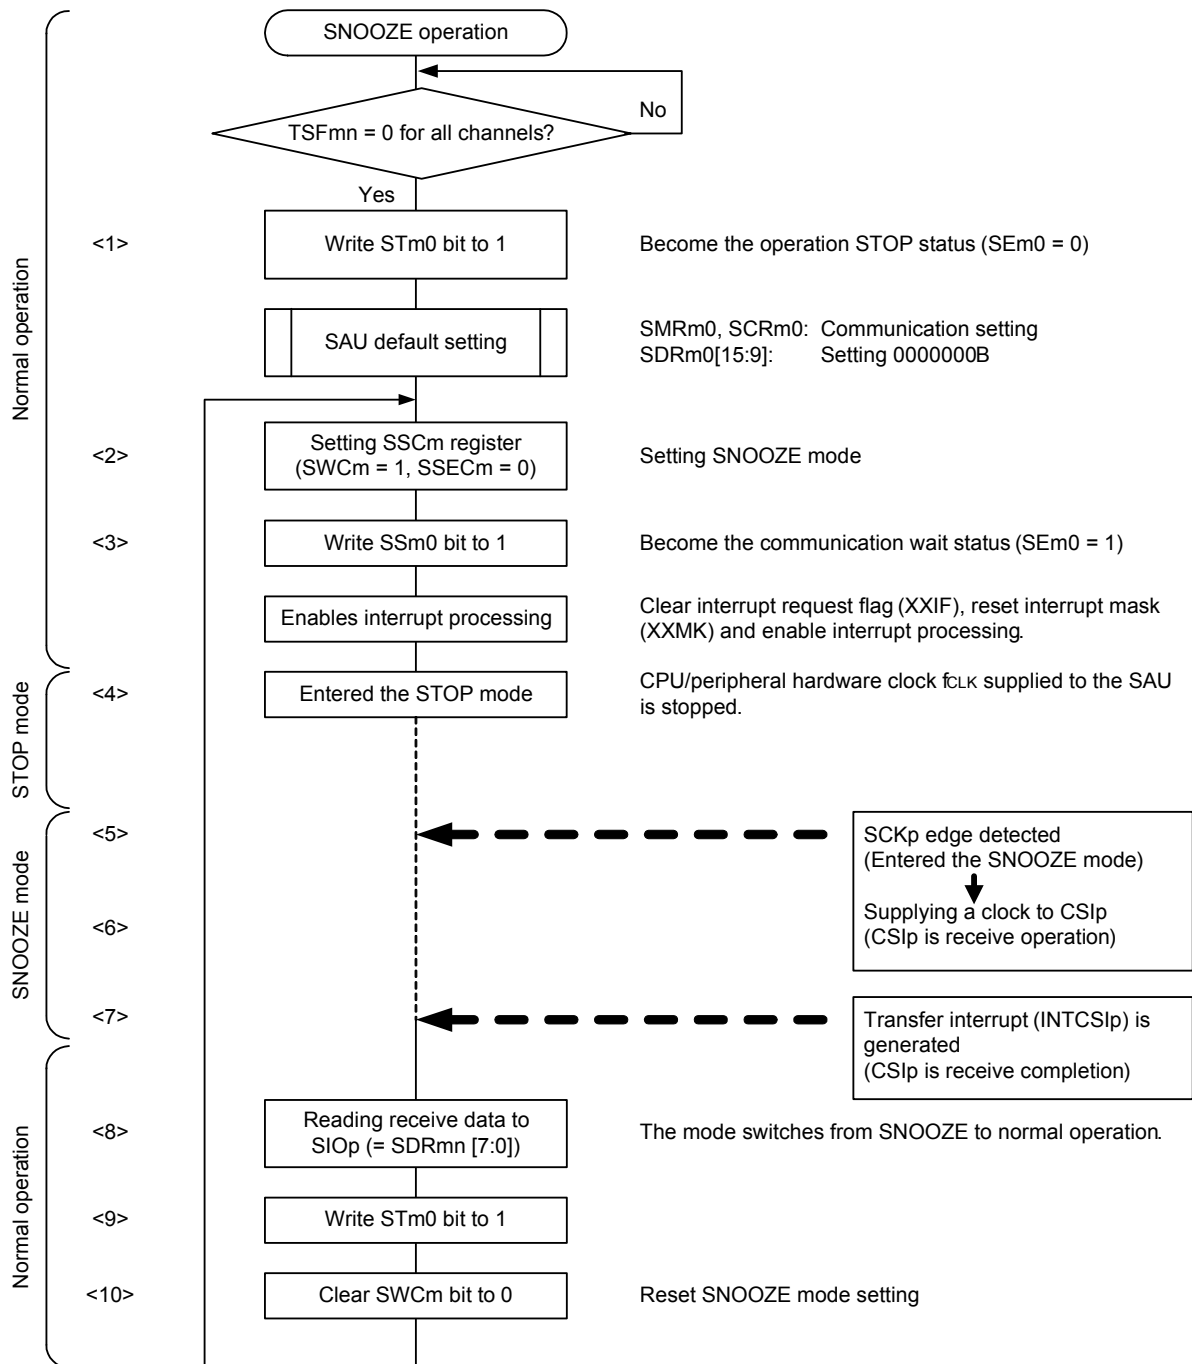 SNOOZE operation
TSFmn = 0 for all channels?
No
Yes
Normal operation
<1>
Write STm0 bit to 1
Become the operation STOP status (SEm0 = 0)
SAU default setting
SMRm0, SCRm0: Communication setting
SDRm0[15:9]: Setting 0000000B
<2>
Setting SSCm register
(SWCm = 1, SSECm = 0)
Setting SNOOZE mode
<3>
Write SSm0 bit to 1
Become the communication wait status (SEm0 = 1)
Enables interrupt processing
Clear interrupt request flag (XXIF), reset interrupt mask
(XXMK) and enable interrupt processing.
STOP mode
<4>
Entered the STOP mode
CPU/peripheral hardware clock fCLK supplied to the SAU
is stopped.
SNOOZE mode
<5>
SCKp edge detected
(Entered the SNOOZE mode)
<6>
Supplying a clock to CSIp
(CSIp is receive operation)
<7>
Transfer interrupt (INTCSIp) is
generated
(CSIp is receive completion)
Normal operation
<8>
Reading receive data to
SIOp (= SDRmn [7:0])
The mode switches from SNOOZE to normal operation.
<9>
Write STm0 bit to 1
<10>
Clear SWCm bit to 0
Reset SNOOZE mode setting